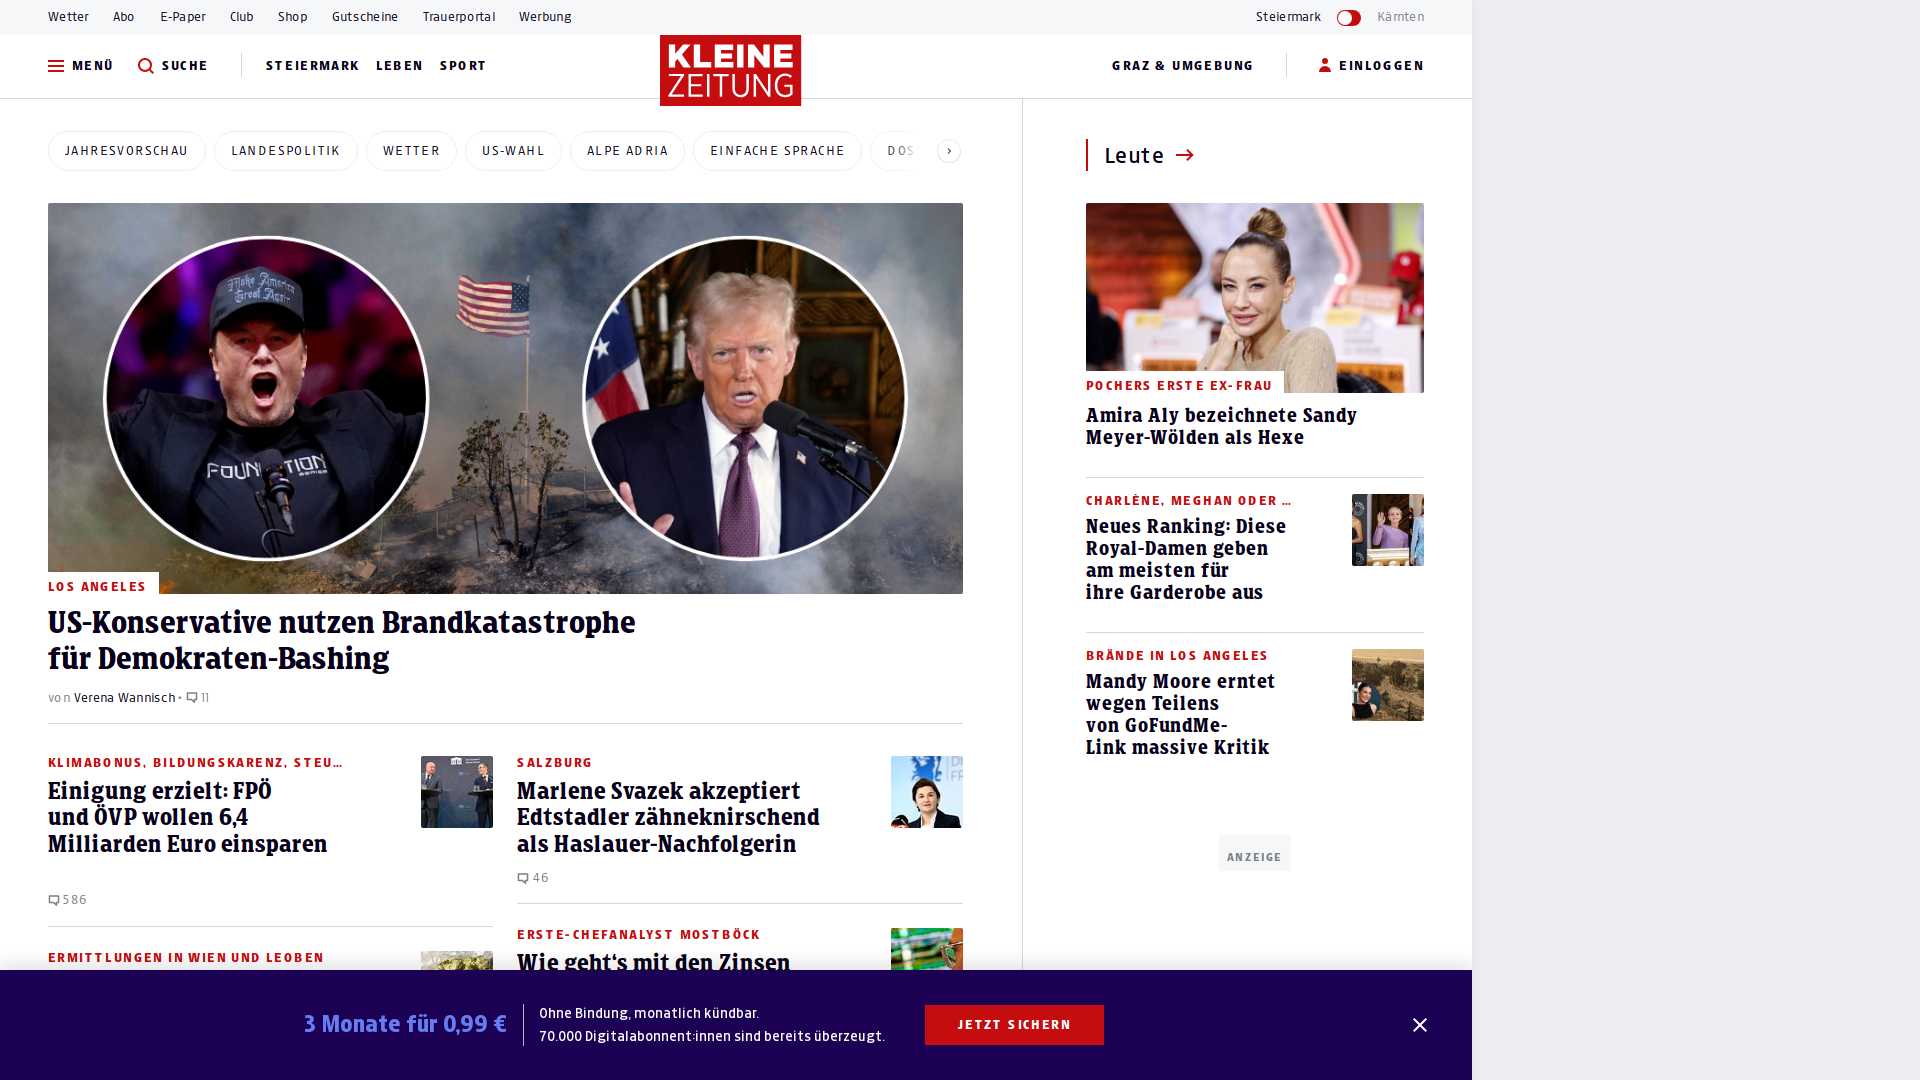 Wetter Abo E-Paper Club Shop Gutscheine Trauerportal Werbung Steiermark Kärnten
MENÜ SUCHE STEIERMARK LEBEN SPORT KLEINE ZEITUNG GRAZ & UMGEBUNG EINLOGGEN
JAHRESVORSCHAU LANDESPOLITIK WETTER US-WAHL ALPE ADRIA EINFACHE SPRACHE DOS
Make America
Great Again
FOUNDATION
LOS ANGELES
US-Konservative nutzen Brandkatastrophe
für Demokraten-Bashing
von Verena Wannisch • 11
KLIMABONUS, BILDUNGSKARENZ, STEU…
Einigung erzielt: FPÖ
und ÖVP wollen 6,4
Milliarden Euro einsparen
586
ERMITTLUNGEN IN WIEN UND LEOBEN
SALZBURG
Marlene Svazek akzeptiert
Edtstadler zähneknirschend
als Haslauer-Nachfolgerin
46
ERSTE-CHEFANALYST MOSTBÖCK
Wie geht‘s mit den Zinsen
Leute
POCHERS ERSTE EX-FRAU
Amira Aly bezeichnete Sandy
Meyer-Wölden als Hexe
CHARLÈNE, MEGHAN ODER …
Neues Ranking: Diese
Royal-Damen geben
am meisten für
ihre Garderobe aus
BRÄNDE IN LOS ANGELES
Mandy Moore erntet
wegen Teilens
von GoFundMe-
Link massive Kritik
ANZEIGE
3 Monate für 0,99 €
Ohne Bindung, monatlich kündbar.
70.000 Digitalabonnent:innen sind bereits überzeugt.
JETZT SICHERN